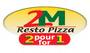 2M
Resto Pizza
2 pour 1
for